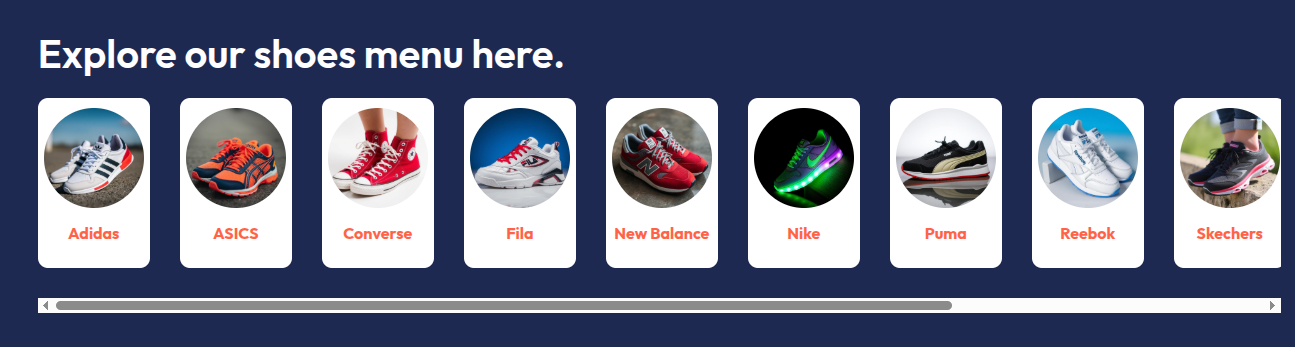 Explore our shoes menu here.
Adidas
ASICS
Converse
Fila
New Balance
Nike
Puma
Reebok
Skechers